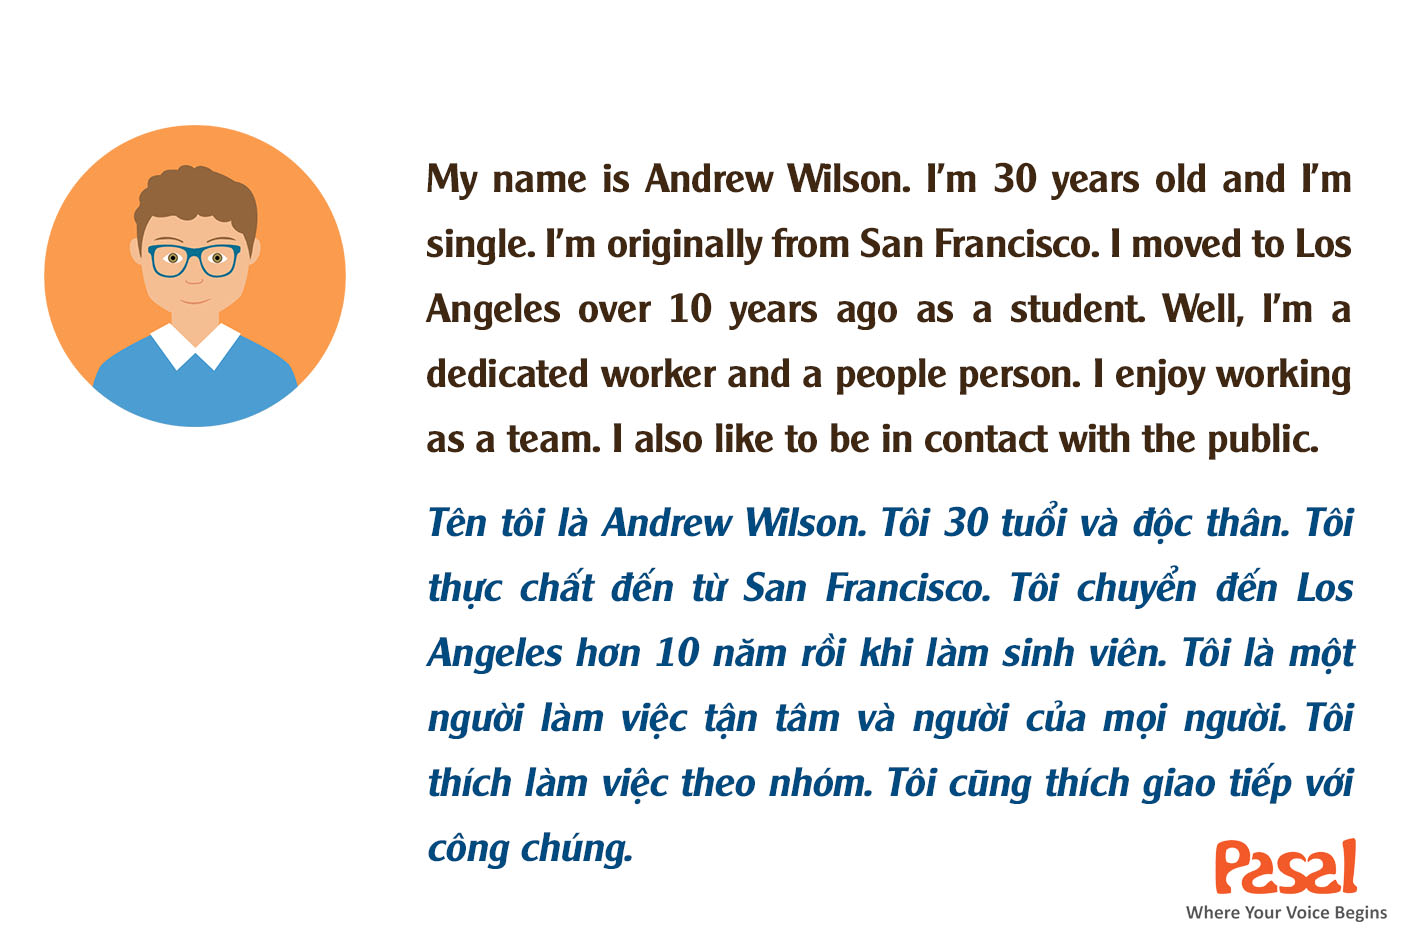 My name is Andrew Wilson. I'm 30 years old and I'm
single. I'm originally from San Francisco. I moved to Los
Angeles over 10 years ago as a student. Well, I'm a
dedicated worker and a people person. I enjoy working
as a team. I also like to be in contact with the public.
Tên tôi là Andrew Wilson. Tôi 30 tuổi và độc thân. Tôi
thực chất đến từ San Francisco. Tôi chuyển đến Los
Angeles hơn 10 năm rồi khi làm sinh viên. Tôi là một
người làm việc tận tâm và người của mọi người. Tôi
thích làm việc theo nhóm. Tôi cũng thích giao tiếp với
công chúng.
Pasal
Where Your Voice Begins